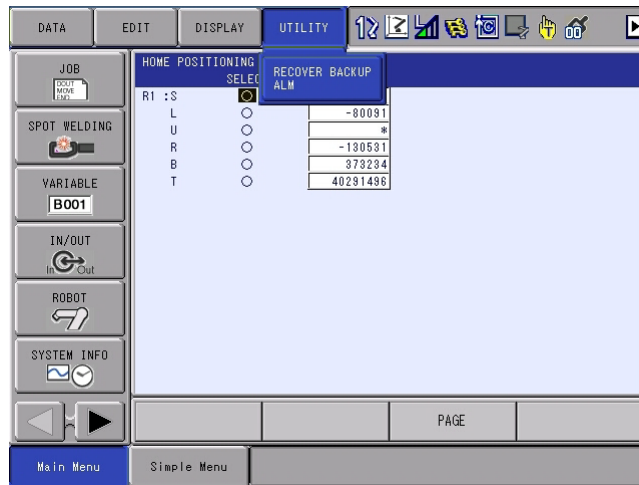 DATA
EDIT
DISPLAY
UTILITY
HOME POSITIONING
SELEC
RECOVER BACKUP
ALM
R1 :S
L
-80091
U
*
R
-130531
B
373234
T
40291496
JOB
DOUT
MOVE
END
SPOT WELDING
VARIABLE
B001
IN/OUT
In
Out
ROBOT
SYSTEM INFO
PAGE
Main Menu
Simple Menu